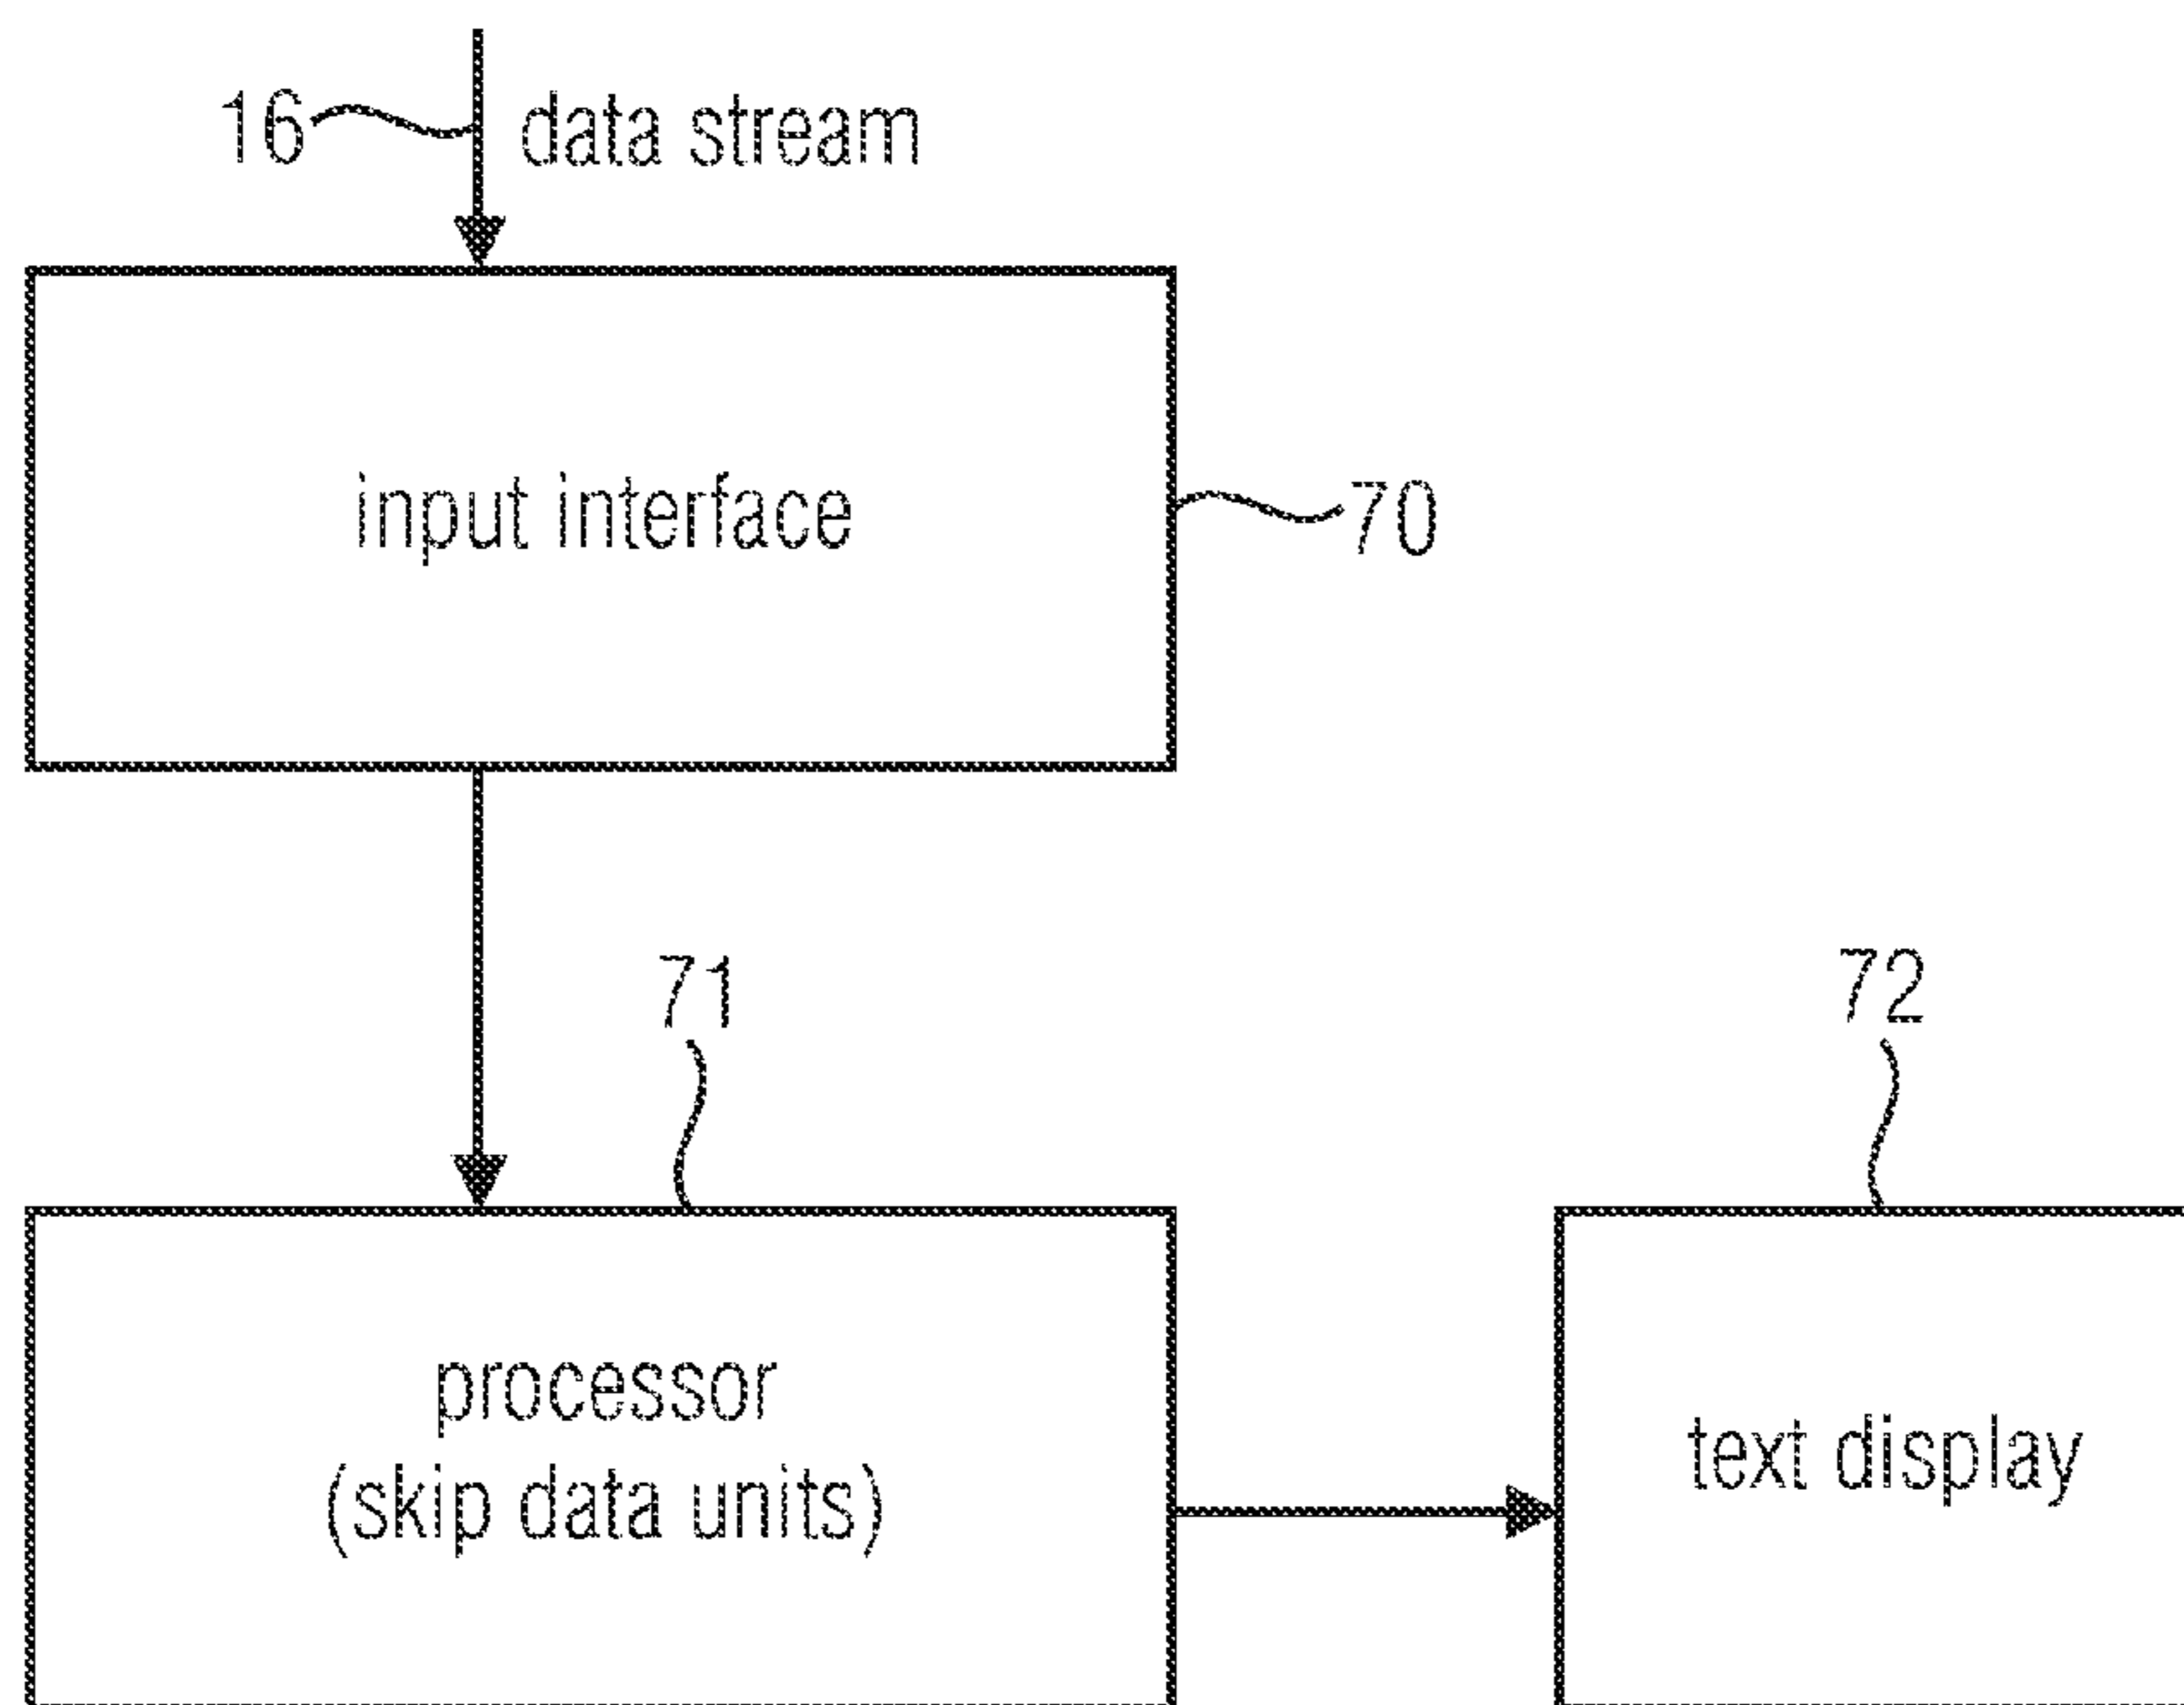 16 data stream
input interface
70
71
72
processor
(skip data units)
text display